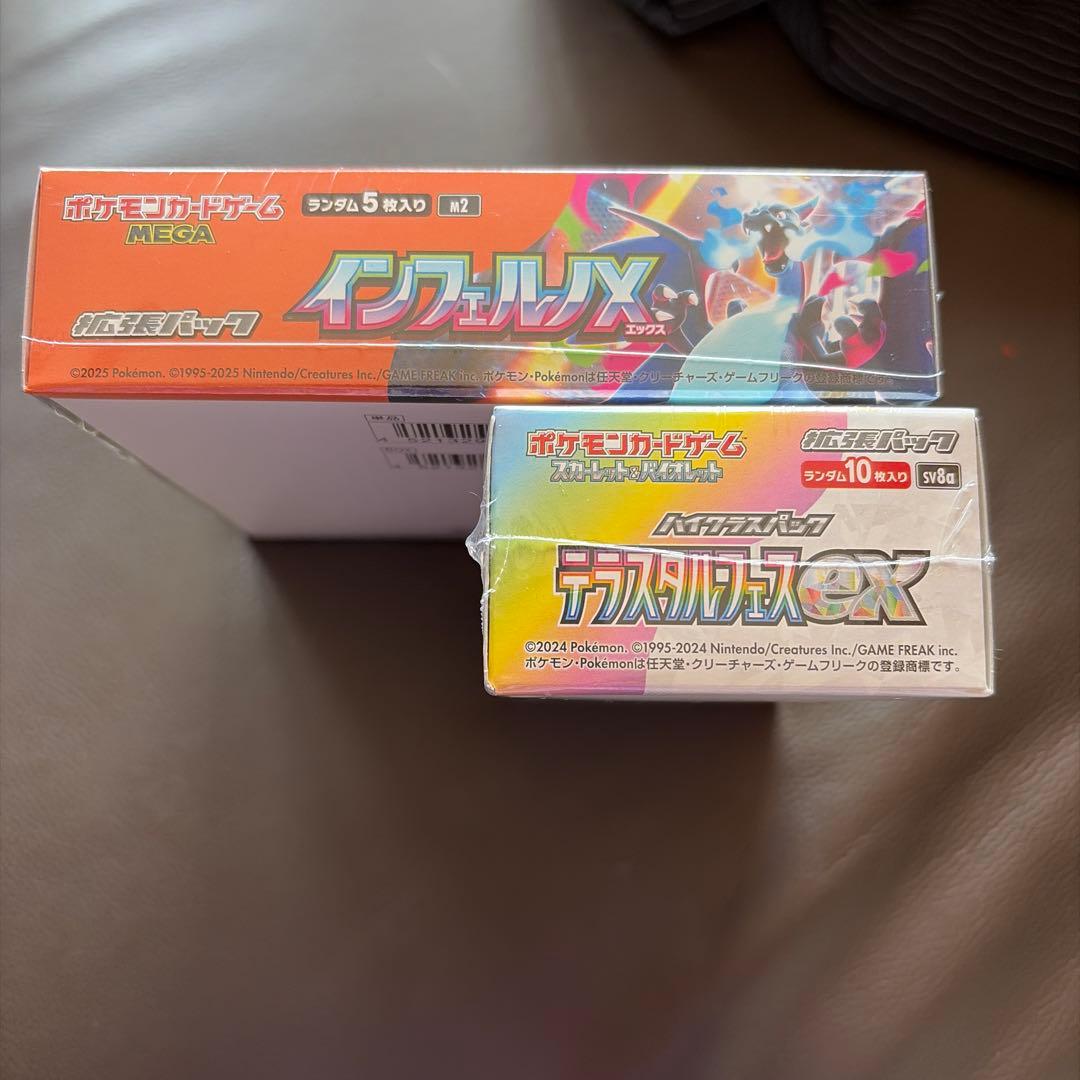 ポケモンカードゲーム
MEGA
ランダム5枚入り
M2
インフェルノX
エックス
拡張パック
©2025 Pokémon. ©1995-2025 Nintendo/Creatures Inc./GAME FREAK inc. ポケモン・Pokémonは任天堂・クリーチャーズ・ゲームフリークの登録商標です。
ポケモンカードゲーム
スカーレット&バイオレット
拡張パック
ランダム10枚入り
SV8a
ハイクラスパック
テラスタルフェスex
©2024 Pokémon. ©1995-2024 Nintendo/Creatures Inc./GAME FREAK inc.
ポケモン・Pokémonは任天堂・クリーチャーズ・ゲームフリークの登録商標です。